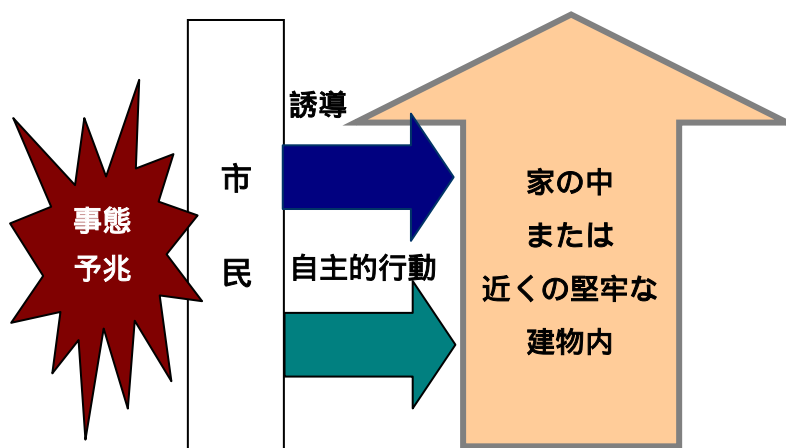 事態
予兆
市
民
誘導
自主的行動
家の中
または
近くの堅牢な
建物内